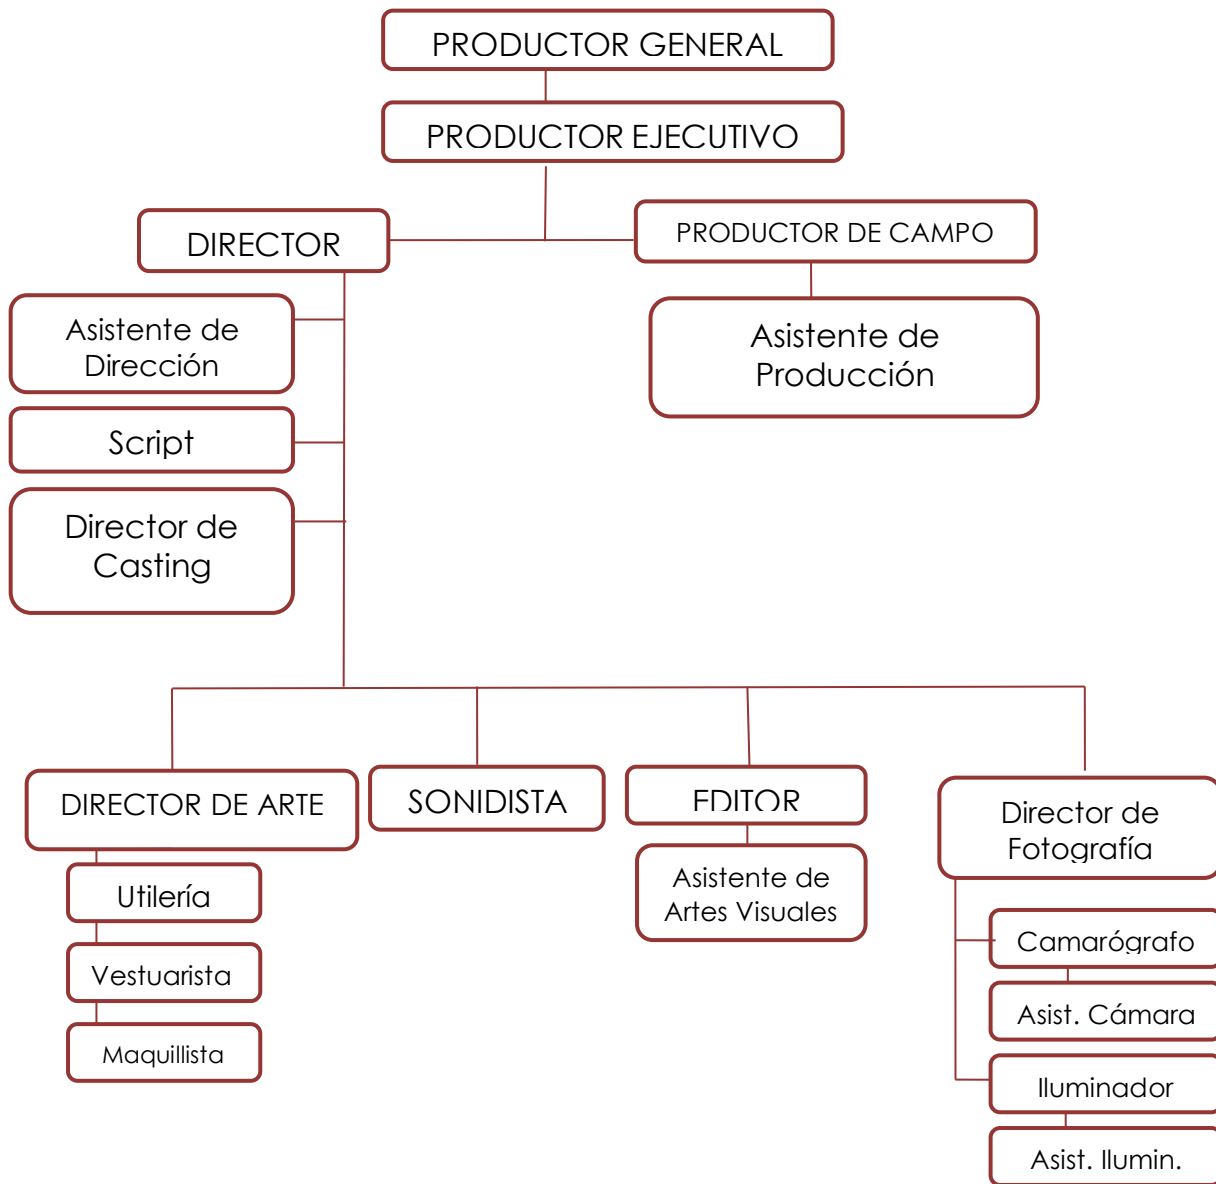 PRODUCTOR GENERAL
PRODUCTOR EJECUTIVO
DIRECTOR
PRODUCTOR DE CAMPO
Asistente de
Dirección
Asistente de
Producción
Script
Director de
Casting
DIRECTOR DE ARTE
SONIDISTA
EDITOR
Director de
Fotografía
Utilería
Asistente de
Artes Visuales
Vestuarista
Camarógrafo
Maquillista
Asist. Cámara
Iluminador
Asist. Ilumin.